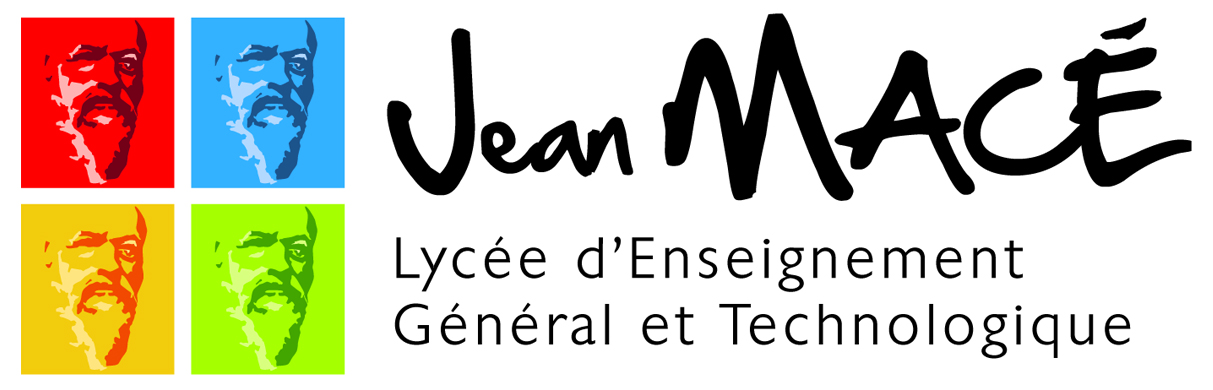 Jean MACÉ
Lycée d'Enseignement
Général et Technologique